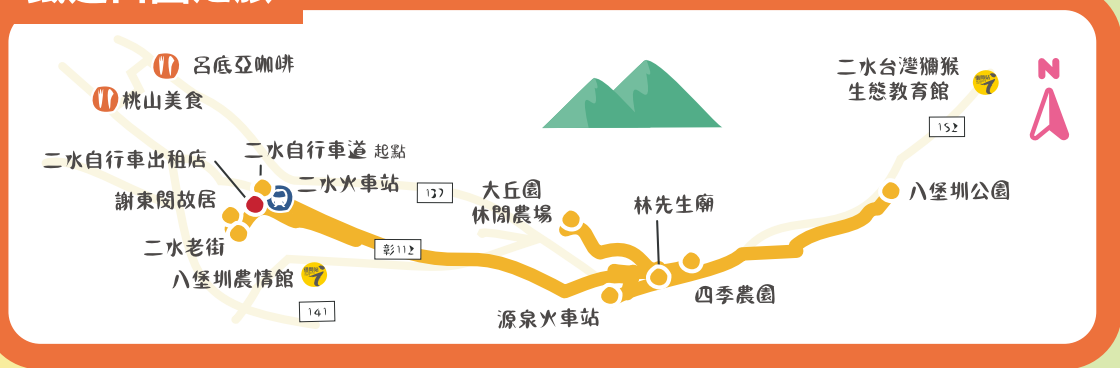 呂底亞咖啡
桃山美食
二水自行車出租店
二水自行車道 起點
二水火車站
謝東閔故居
二水老街
八堡圳農情館
141
彰112
137
大丘園
休閒農場
林先生廟
源泉火車站
四季農園
二水台灣獼猴
生態教育館
152
八堡圳公園
N